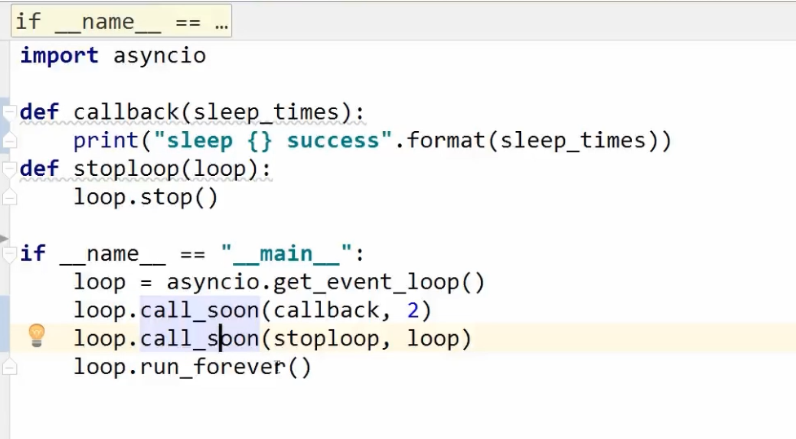 if __name__ == …
import asyncio
def callback(sleep_times):
    print("sleep {} success".format(sleep_times))
def stoploop(loop):
    loop.stop()
if __name__ == "__main__":
    loop = asyncio.get_event_loop()
    loop.call_soon(callback, 2)
    loop.call_soon(stoploop, loop)
    loop.run_forever()